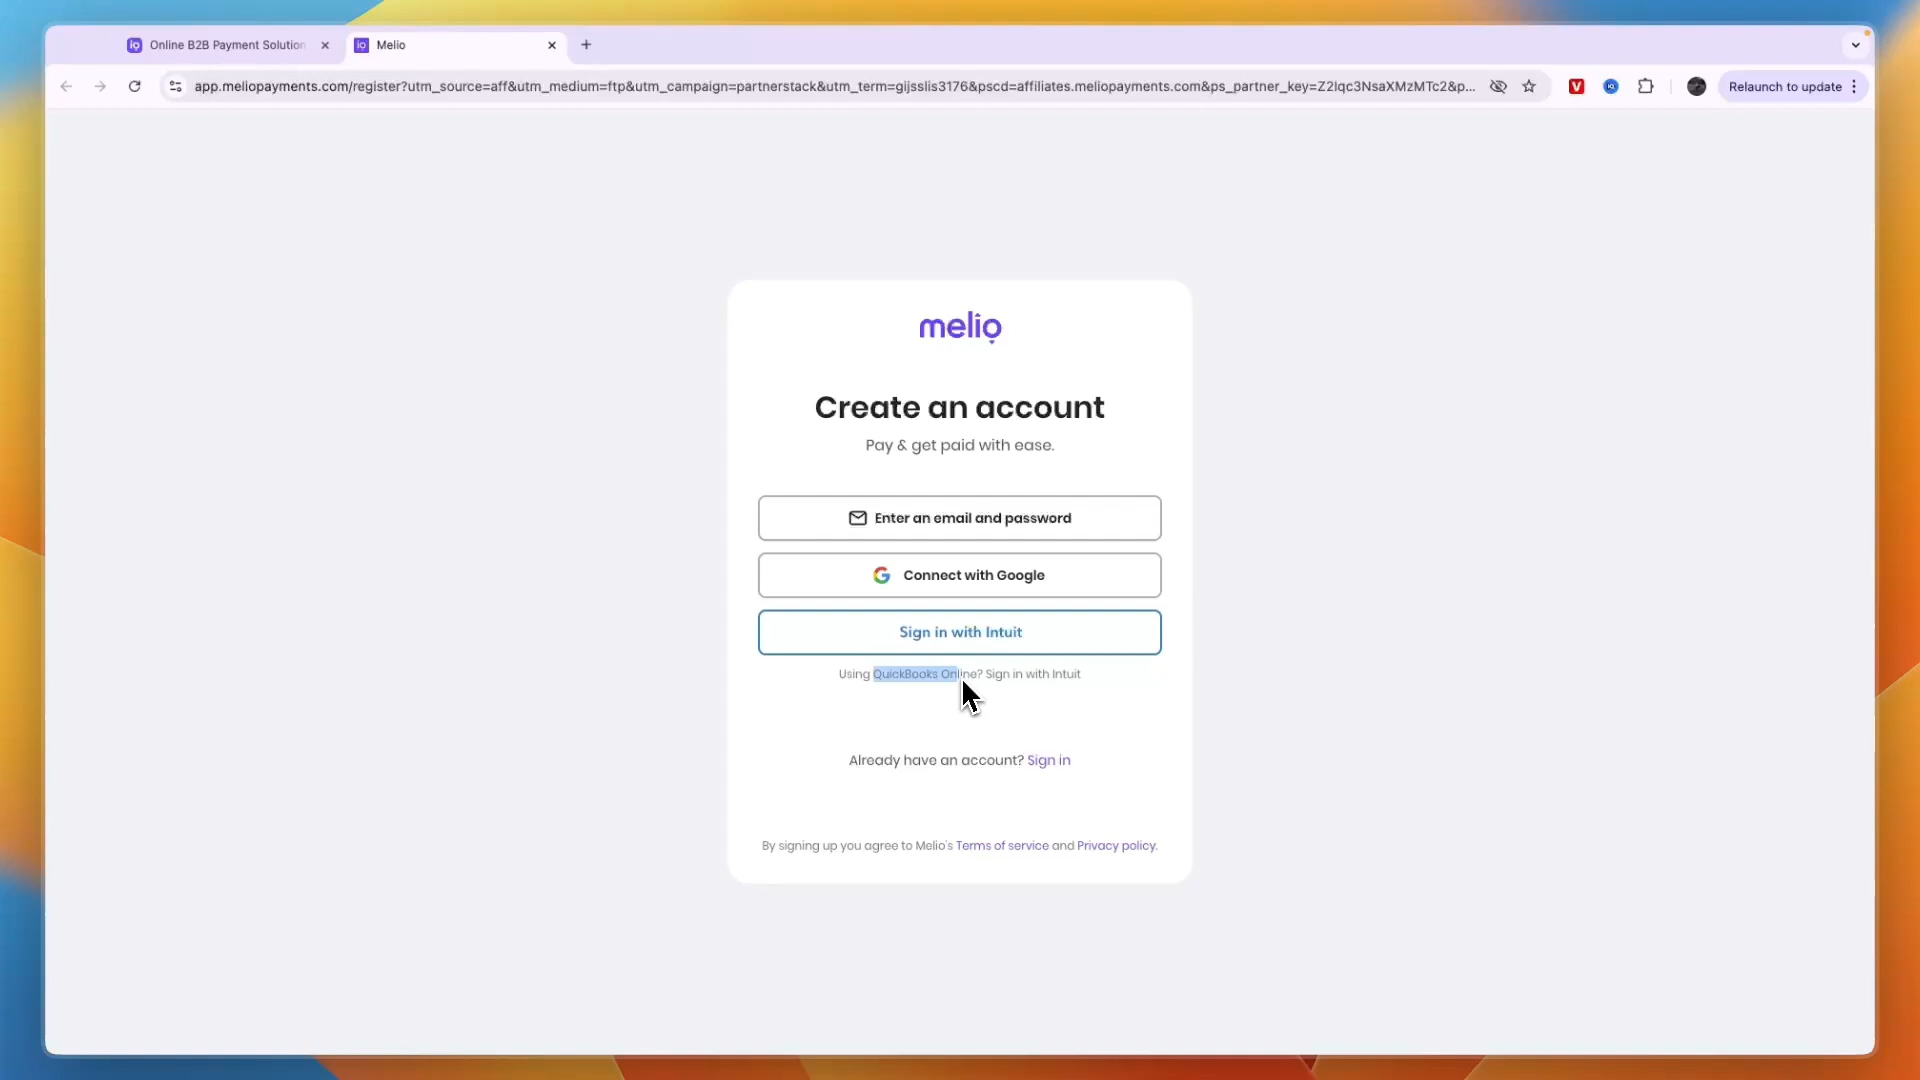 Online B2B Payment Solution
Melio
app.meliopayments.com/register?utm_source=aff&utm_medium=ftp&utm_campaign=partnerstack&utm_term=gijsslis3176&pscd=affiliates.meliopayments.com&ps_partner_key=Z2lqc3NsaXMzMTc2&p...
Relaunch to update
melio
Create an account
Pay & get paid with ease.
Enter an email and password
Connect with Google
Sign in with Intuit
Using QuickBooks Online? Sign in with Intuit
Already have an account? Sign in
By signing up you agree to Melio's Terms of service and Privacy policy.